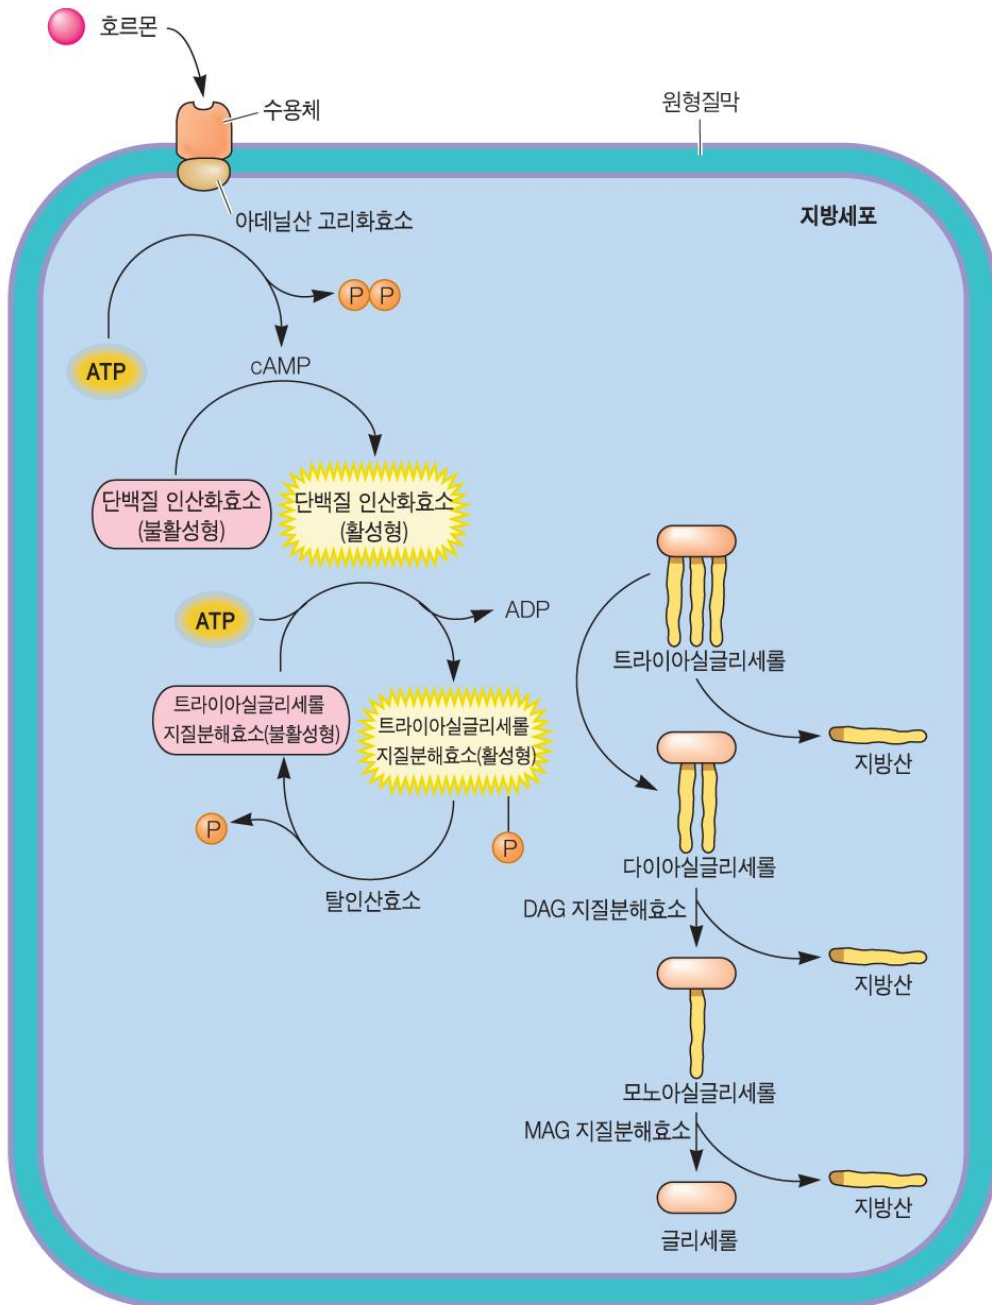 호르몬
수용체
원형질막
아데닐산 고리화효소
지방세포
P P
ATP
cAMP
단백질 인산화효소
(불활성형)
단백질 인산화효소
(활성형)
ATP
ADP
트라이아실글리세롤
지질분해효소(불활성형)
트라이아실글리세롤
지질분해효소(활성형)
P
P
탈인산효소
트라이아실글리세롤
지방산
다이아실글리세롤
DAG 지질분해효소
지방산
모노아실글리세롤
MAG 지질분해효소
지방산
글리세롤